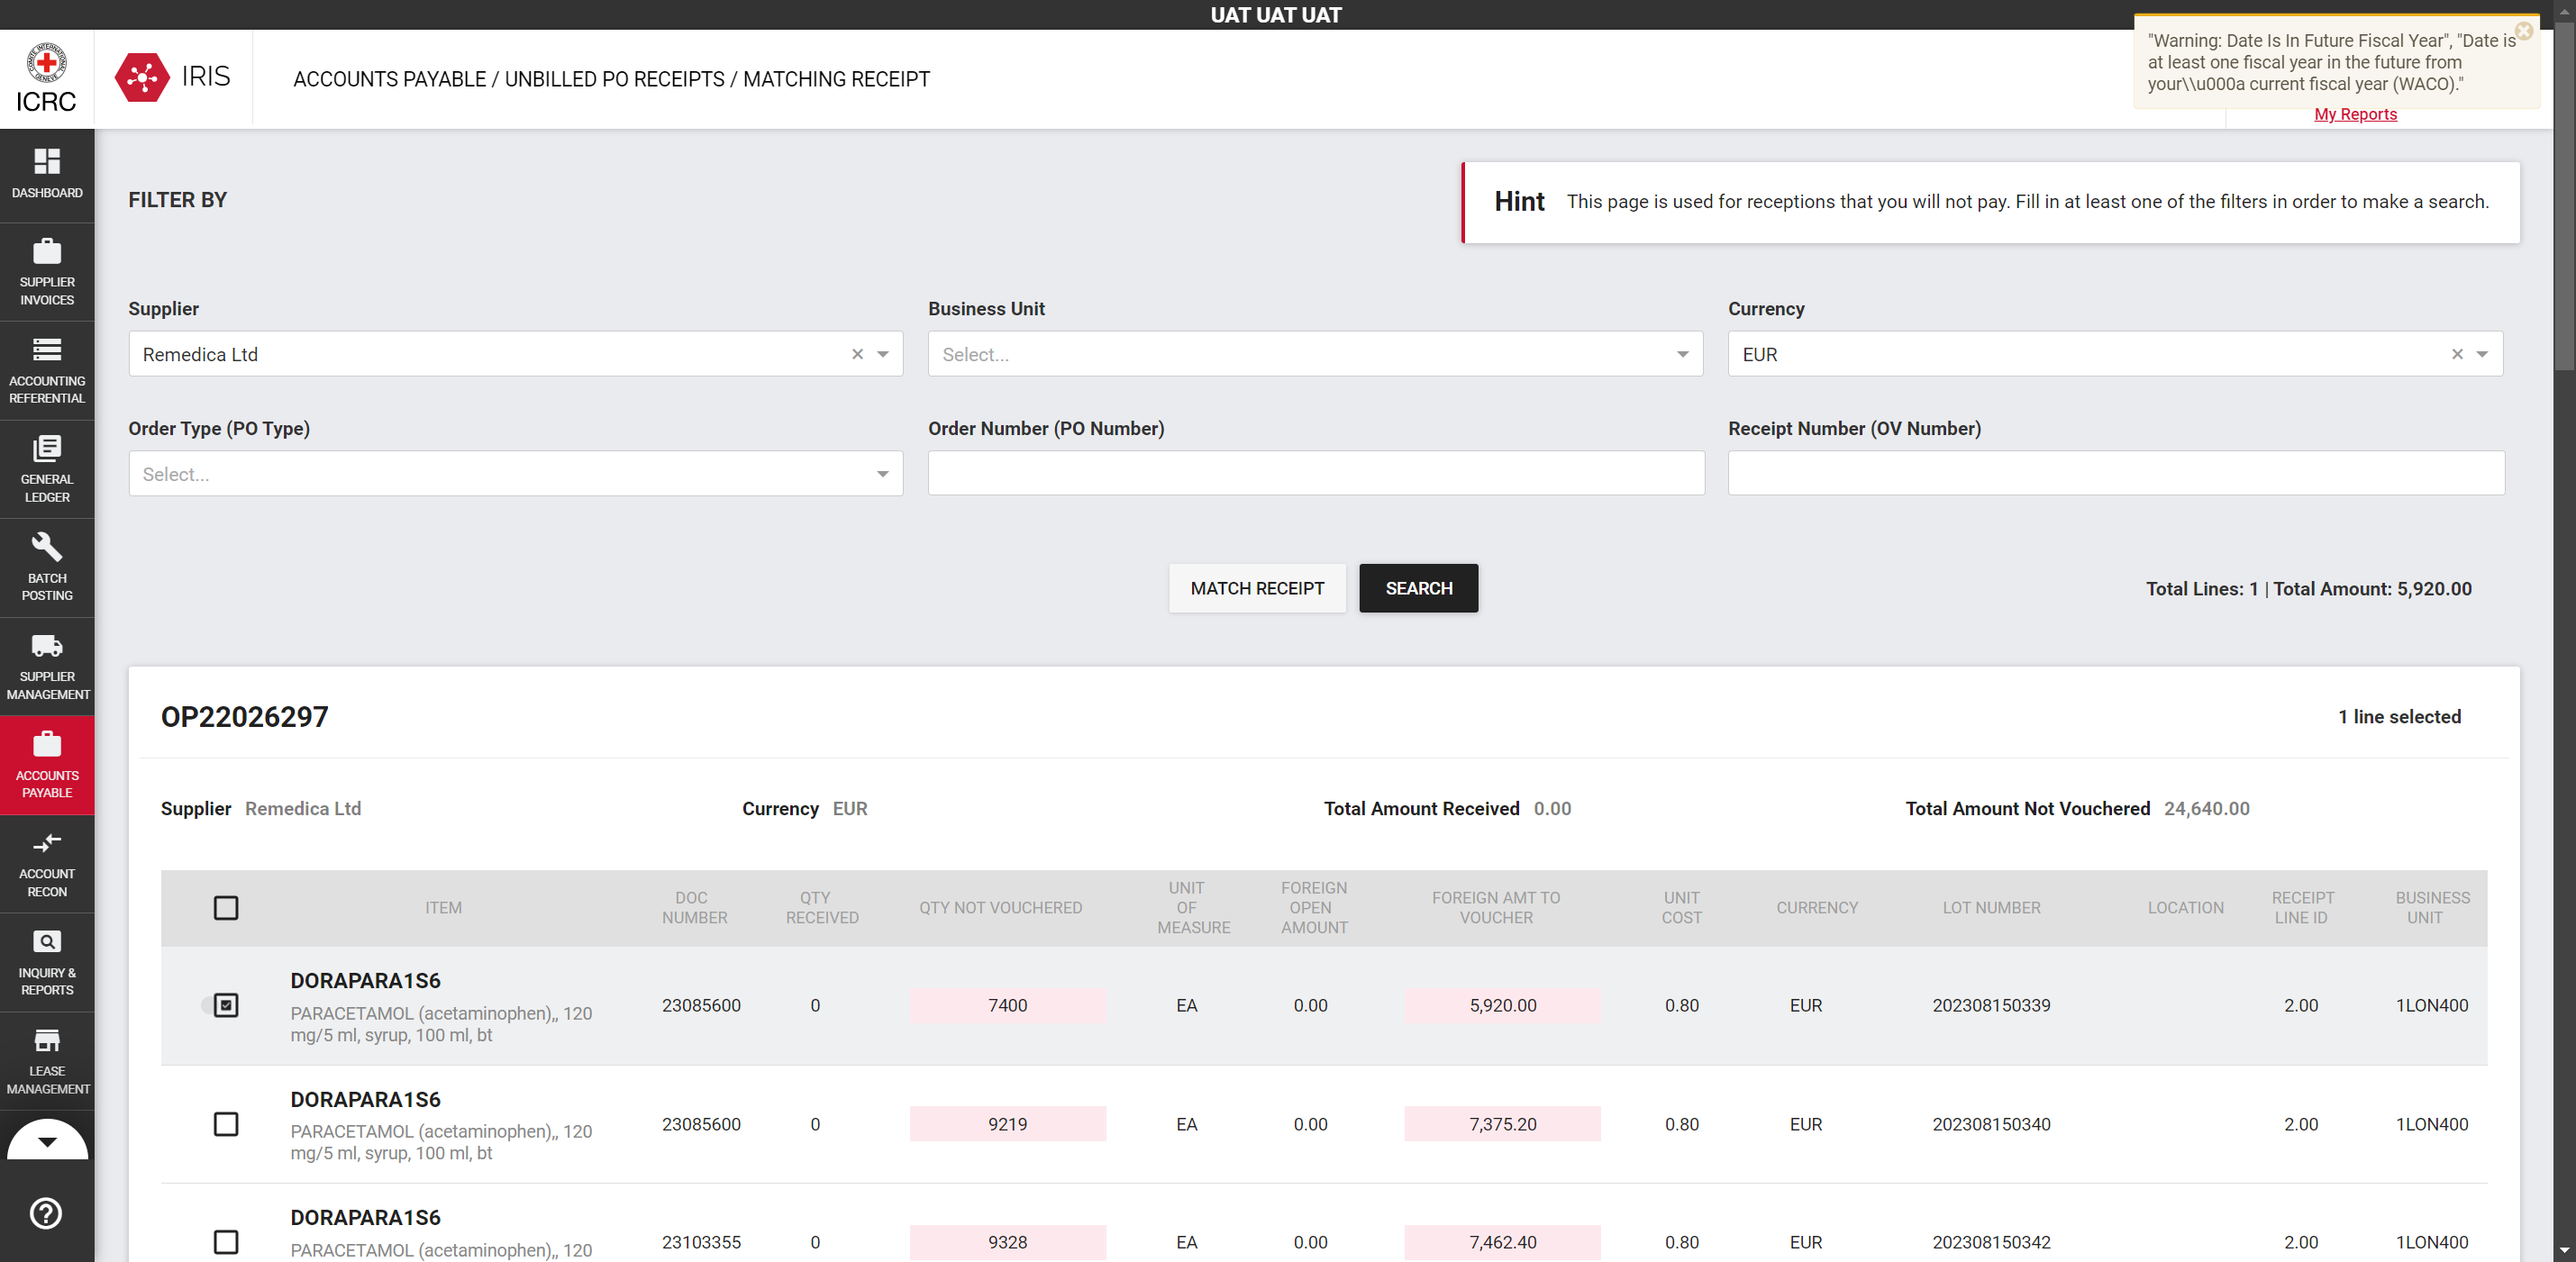 UAT UAT UAT
"Warning: Date Is In Future Fiscal Year", "Date is
at least one fiscal year in the future from
your\\u000a current fiscal year (WACO)."
COMITE INTERNATIONAL GENEVE
ICRC
IRIS
ACCOUNTS PAYABLE / UNBILLED PO RECEIPTS / MATCHING RECEIPT
My Reports
DASHBOARD
SUPPLIER
INVOICES
ACCOUNTING
REFERENTIAL
GENERAL
LEDGER
BATCH
POSTING
SUPPLIER
MANAGEMENT
ACCOUNTS
PAYABLE
ACCOUNT
RECON
INQUIRY &
REPORTS
LEASE
MANAGEMENT
FILTER BY
Hint This page is used for receptions that you will not pay. Fill in at least one of the filters in order to make a search.
Supplier Business Unit Currency
Remedica Ltd Select... EUR
Order Type (PO Type) Order Number (PO Number) Receipt Number (OV Number)
Select...
MATCH RECEIPT SEARCH Total Lines: 1 | Total Amount: 5,920.00
OP22026297 1 line selected
Supplier Remedica Ltd Currency EUR Total Amount Received 0.00 Total Amount Not Vouchered 24,640.00
ITEM DOC NUMBER QTY RECEIVED QTY NOT VOUCHERED UNIT OF MEASURE FOREIGN OPEN AMOUNT FOREIGN AMT TO VOUCHER UNIT COST CURRENCY LOT NUMBER LOCATION RECEIPT LINE ID BUSINESS UNIT
DORAPARA1S6
PARACETAMOL (acetaminophen),, 120
mg/5 ml, syrup, 100 ml, bt
23085600 0 7400 EA 0.00 5,920.00 0.80 EUR 202308150339 2.00 1LON400
DORAPARA1S6
PARACETAMOL (acetaminophen),, 120
mg/5 ml, syrup, 100 ml, bt
23085600 0 9219 EA 0.00 7,375.20 0.80 EUR 202308150340 2.00 1LON400
DORAPARA1S6
PARACETAMOL (acetaminophen),, 120
23103355 0 9328 EA 0.00 7,462.40 0.80 EUR 202308150342 2.00 1LON400